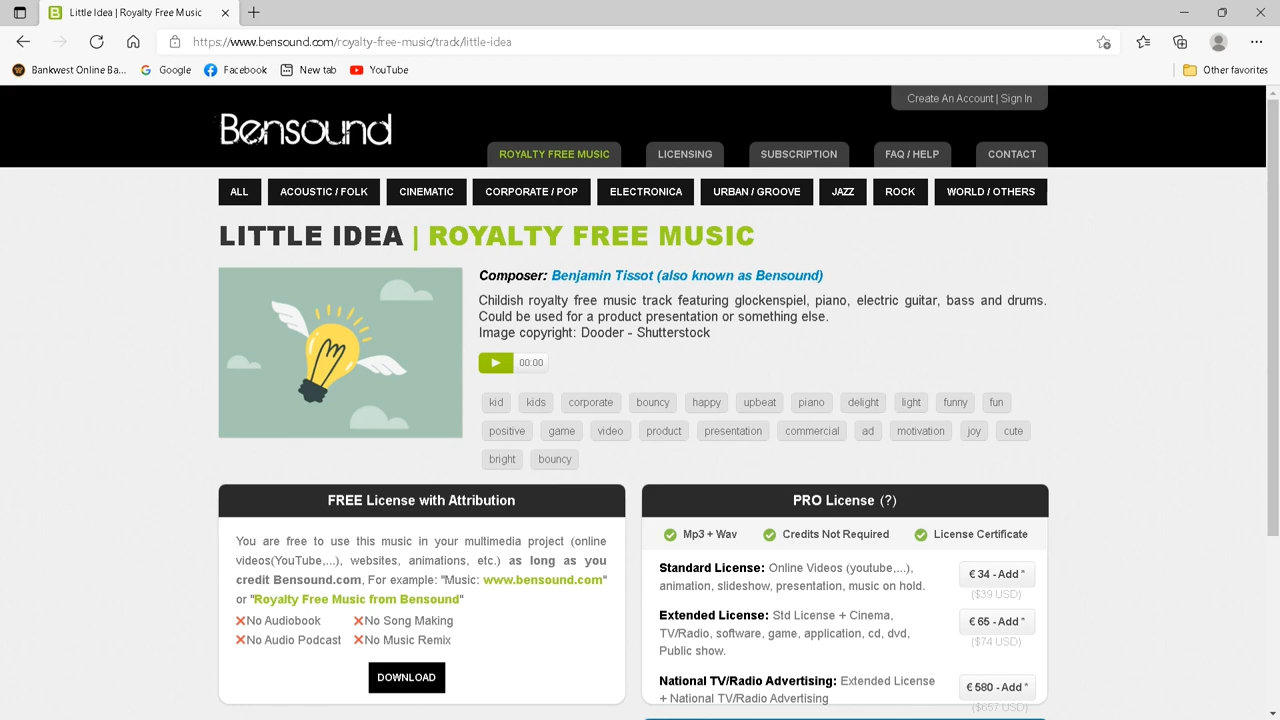 Little Idea | Royalty Free Music
https://www.bensound.com/royalty-free-music/track/little-idea
Bankwest Online Ba... Google Facebook New tab YouTube Other favorites
Create An Account | Sign In
Bensound
ROYALTY FREE MUSIC LICENSING SUBSCRIPTION FAQ / HELP CONTACT
ALL ACOUSTIC / FOLK CINEMATIC CORPORATE / POP ELECTRONICA URBAN / GROOVE JAZZ ROCK WORLD / OTHERS
LITTLE IDEA | ROYALTY FREE MUSIC
Composer: Benjamin Tissot (also known as Bensound)
Childish royalty free music track featuring glockenspiel, piano, electric guitar, bass and drums.
Could be used for a product presentation or something else.
Image copyright: Dooder - Shutterstock
00:00
kid kids corporate bouncy happy upbeat piano delight light funny fun
positive game video product presentation commercial ad motivation joy cute
bright bouncy
FREE License with Attribution
You are free to use this music in your multimedia project (online
videos(YouTube,...), websites, animations, etc.) as long as you
credit Bensound.com, For example: "Music: www.bensound.com"
or "Royalty Free Music from Bensound"
No Audiobook No Song Making
No Audio Podcast No Music Remix
DOWNLOAD
PRO License (?)
Mp3 + Wav Credits Not Required License Certificate
Standard License: Online Videos (youtube,...),
animation, slideshow, presentation, music on hold.
€ 34 - Add *
($39 USD)
Extended License: Std License + Cinema,
TV/Radio, software, game, application, cd, dvd,
Public show.
€ 65 - Add *
($74 USD)
National TV/Radio Advertising: Extended License
+ National TV/Radio Advertising
€ 580 - Add *
($657 USD)